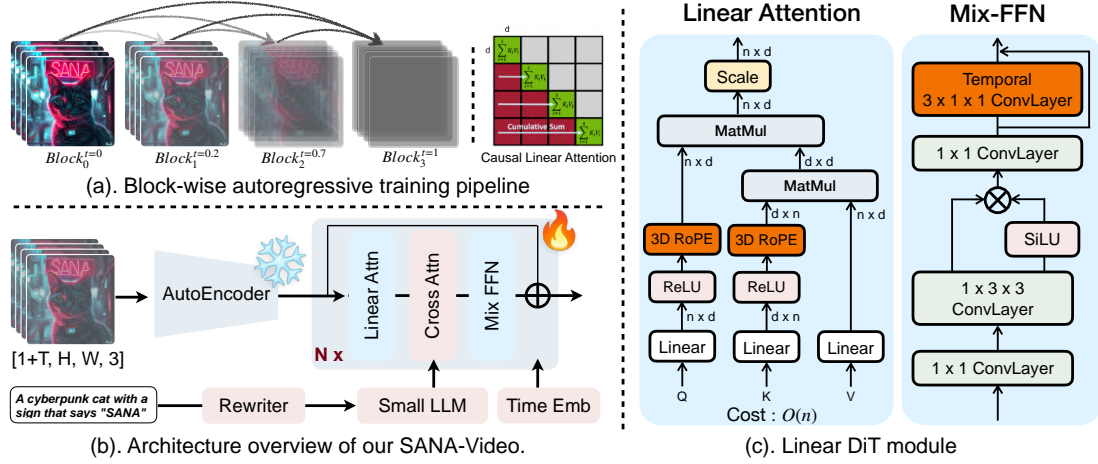 SANA
SANA
d
d
Cumulative Sum
Block_0^{t=0}
Block_1^{t=0.2}
Block_2^{t=0.7}
Block_3^{t=1}
Causal Linear Attention
(a). Block-wise autoregressive training pipeline
SANA
AutoEncoder
Linear Attn
Cross Attn
Mix FFN
N x
[1+T, H, W, 3]
A cyberpunk cat with a
sign that says "SANA"
Rewriter
Small LLM
Time Emb
(b). Architecture overview of our SANA-Video.
Linear Attention
n x d
Scale
n x d
MatMul
n x d
d x d
MatMul
d x n
n x d
3D RoPE
3D RoPE
ReLU
ReLU
n x d
d x n
Linear
Linear
Linear
Q
K
V
Cost : O(n)
Mix-FFN
Temporal
3 x 1 x 1 ConvLayer
1 x 1 ConvLayer
SiLU
1 x 3 x 3
ConvLayer
1 x 1 ConvLayer
(c). Linear DiT module